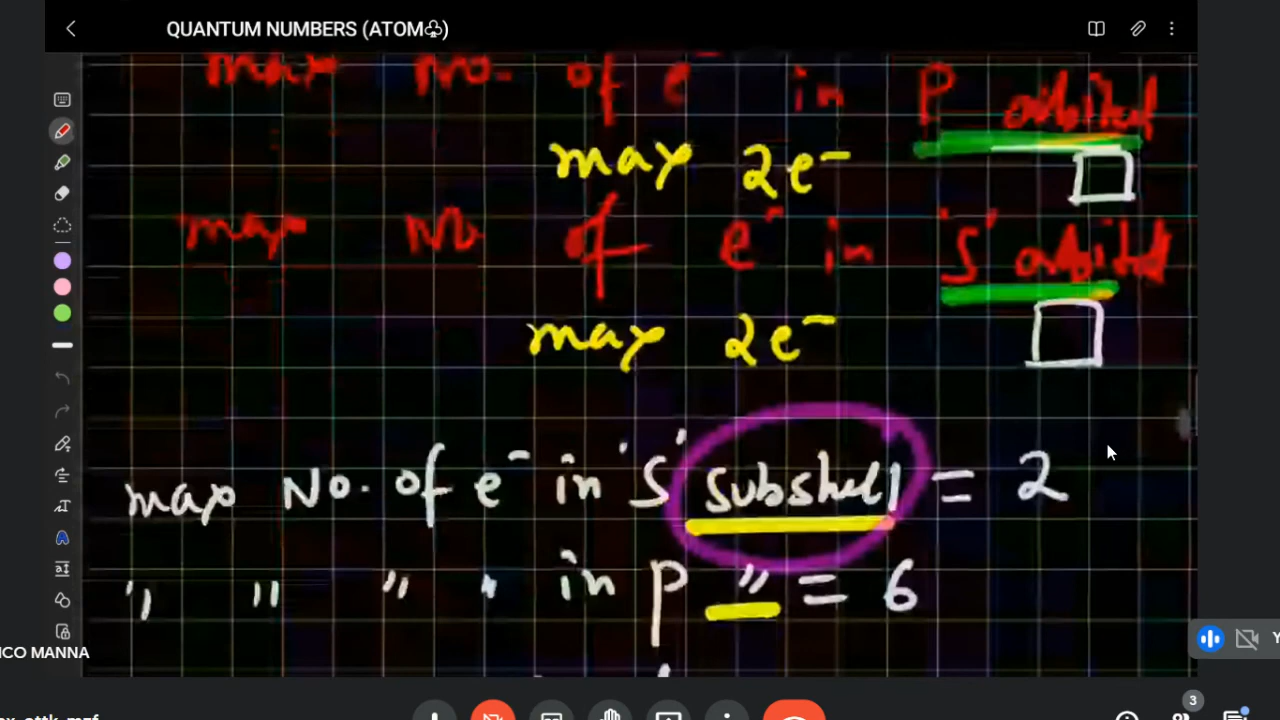 QUANTUM NUMBERS (ATOM♧)
max No. of e⁻ in P orbital
max 2e⁻
max No of e⁻ in 's' orbital
max 2e⁻
max No. of e⁻ in 'S' subshell = 2
" " " " in p " = 6
CO MANNA
3